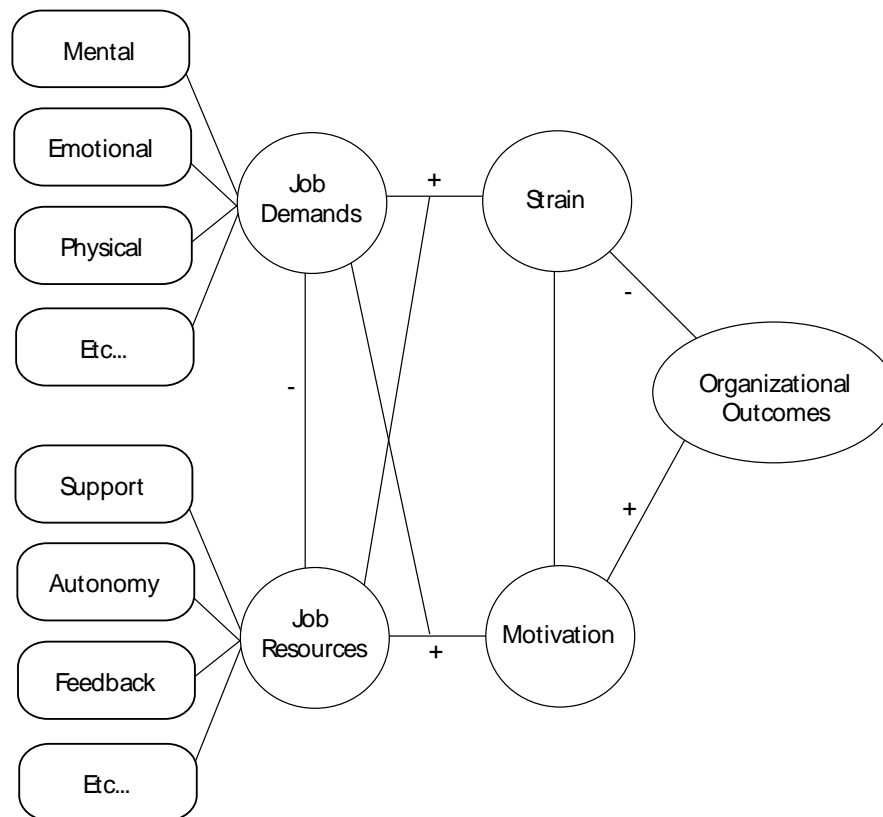 Mental
Emotional
Physical
Etc...
Support
Autonomy
Feedback
Etc...
Job
Demands
+
Strain
-
-
Organizational
Outcomes
+
Job
Resources
+
Motivation